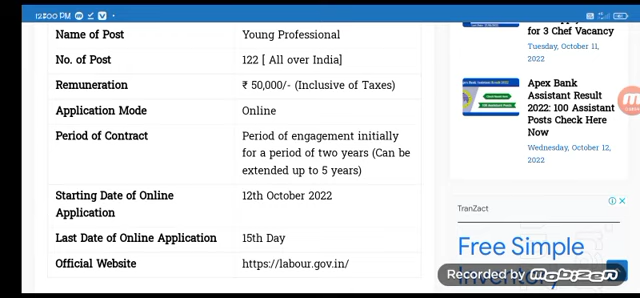 12:00 PM
Name of Post Young Professional
No. of Post 122 [ All over India]
Remuneration ₹ 50,000/- (Inclusive of Taxes)
Application Mode Online
Period of Contract Period of engagement initially
for a period of two years (Can be
extended up to 5 years)
Starting Date of Online 12th October 2022
Application
Last Date of Online Application 15th Day
Official Website https://labour.gov.in/
for 3 Chef Vacancy
Tuesday, October 11,
2022
Apex Bank
Assistant Result
2022: 100 Assistant
Posts Check Here
Now
Wednesday, October 12,
2022
TranZact
Free Simple
Inventory
Recorded by Mobizen